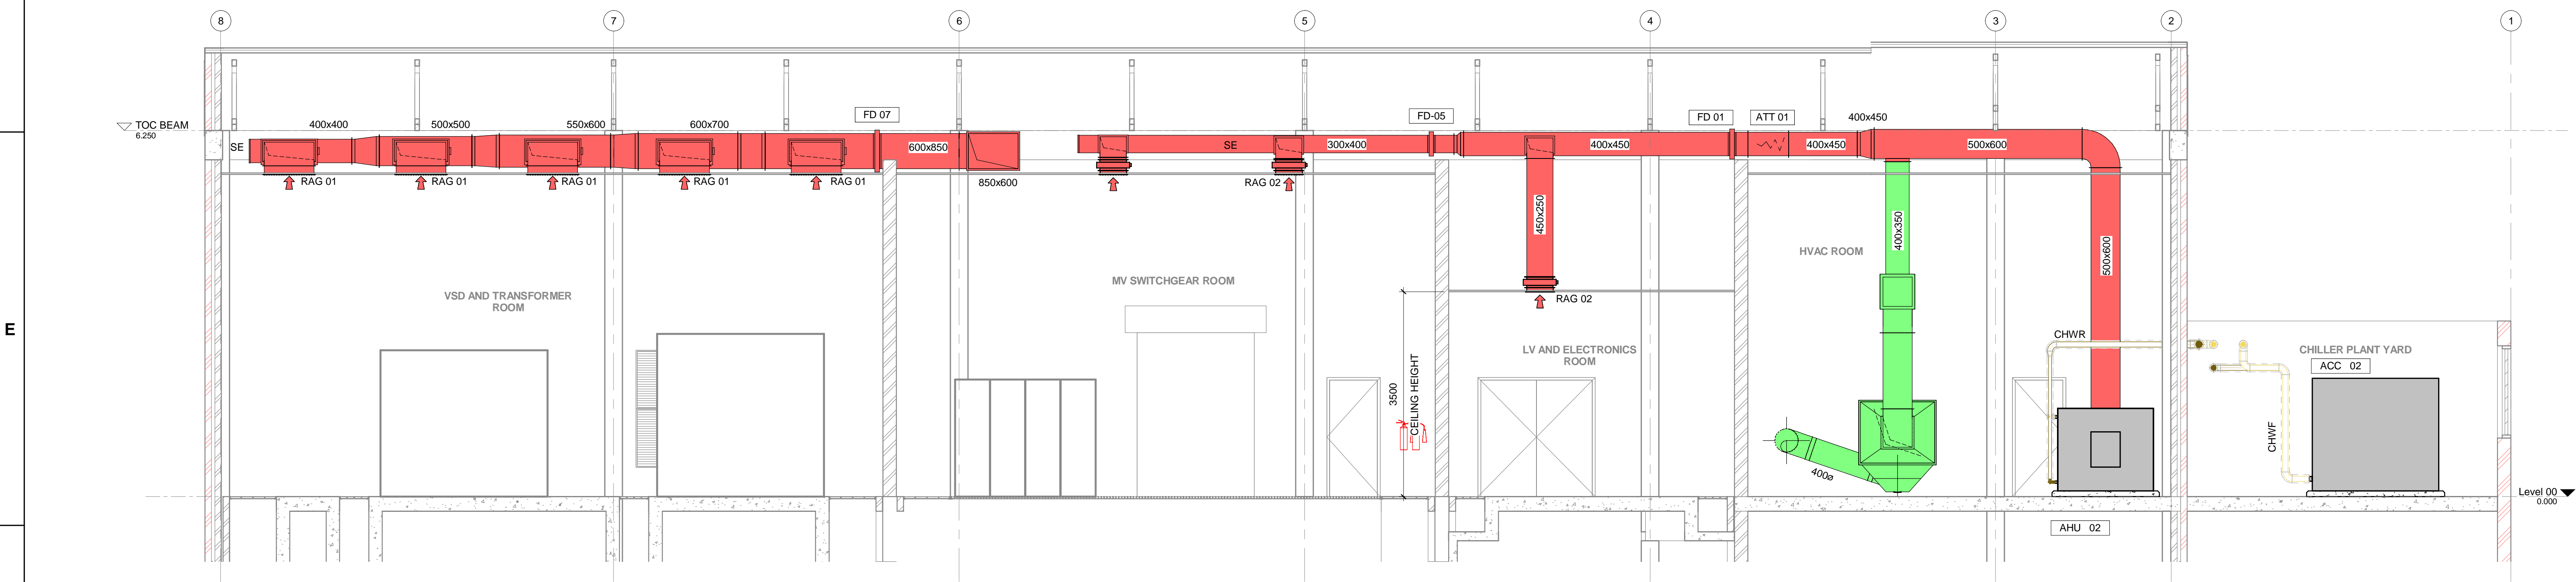 8
7
6
5
4
3
2
1
TOC BEAM
6.250
SE
400x400
500x500
550x600
600x700
FD 07
600x850
850x600
RAG 01
RAG 01
RAG 01
RAG 01
RAG 01
SE
300x400
RAG 02
FD-05
400x450
FD 01
ATT 01
400x450
400x450
500x600
450x250
RAG 02
400x350
500x600
HVAC ROOM
VSD AND TRANSFORMER
ROOM
MV SWITCHGEAR ROOM
LV AND ELECTRONICS
ROOM
3500
CEILING HEIGHT
E
CHWR
CHILLER PLANT YARD
ACC 02
CHWF
400ø
AHU 02
Level 00
0.000